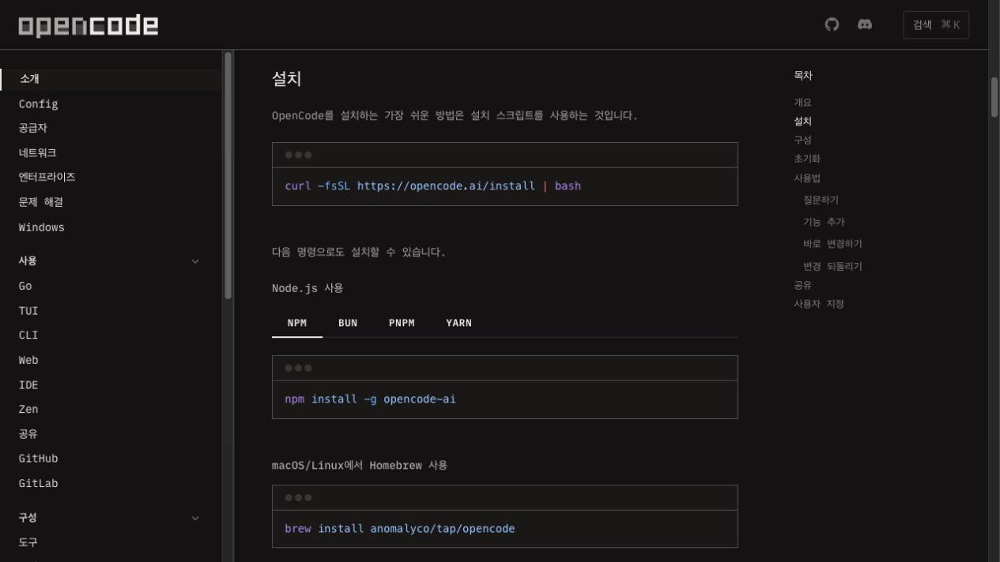 opencode
검색 ⌘ K
소개
Config
공급자
네트워크
엔터프라이즈
문제 해결
Windows
사용
Go
TUI
CLI
Web
IDE
Zen
공유
GitHub
GitLab
구성
도구
설치
OpenCode를 설치하는 가장 쉬운 방법은 설치 스크립트를 사용하는 것입니다.
curl -fsSL https://opencode.ai/install | bash
다음 명령으로도 설치할 수 있습니다.
Node.js 사용
NPM BUN PNPM YARN
npm install -g opencode-ai
macOS/Linux에서 Homebrew 사용
brew install anomalyco/tap/opencode
목차
개요
설치
구성
초기화
사용법
질문하기
기능 추가
바로 변경하기
변경 되돌리기
공유
사용자 지정